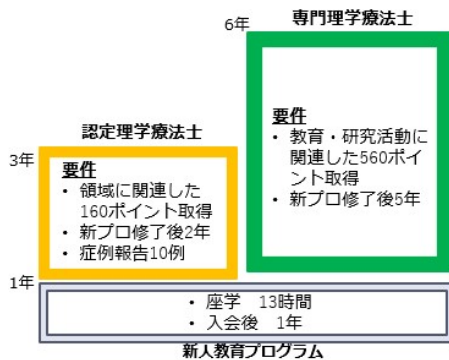 6年
専門理学療法士
要件
• 教育・研究活動に
関連した560ポイ
ント取得
• 新プロ修了後5年
認定理学療法士
3年
要件
• 領域に関連した
160ポイント取得
• 新プロ修了後2年
• 症例報告10例
1年
• 座学 13時間
• 入会後 1年
新人教育プログラム